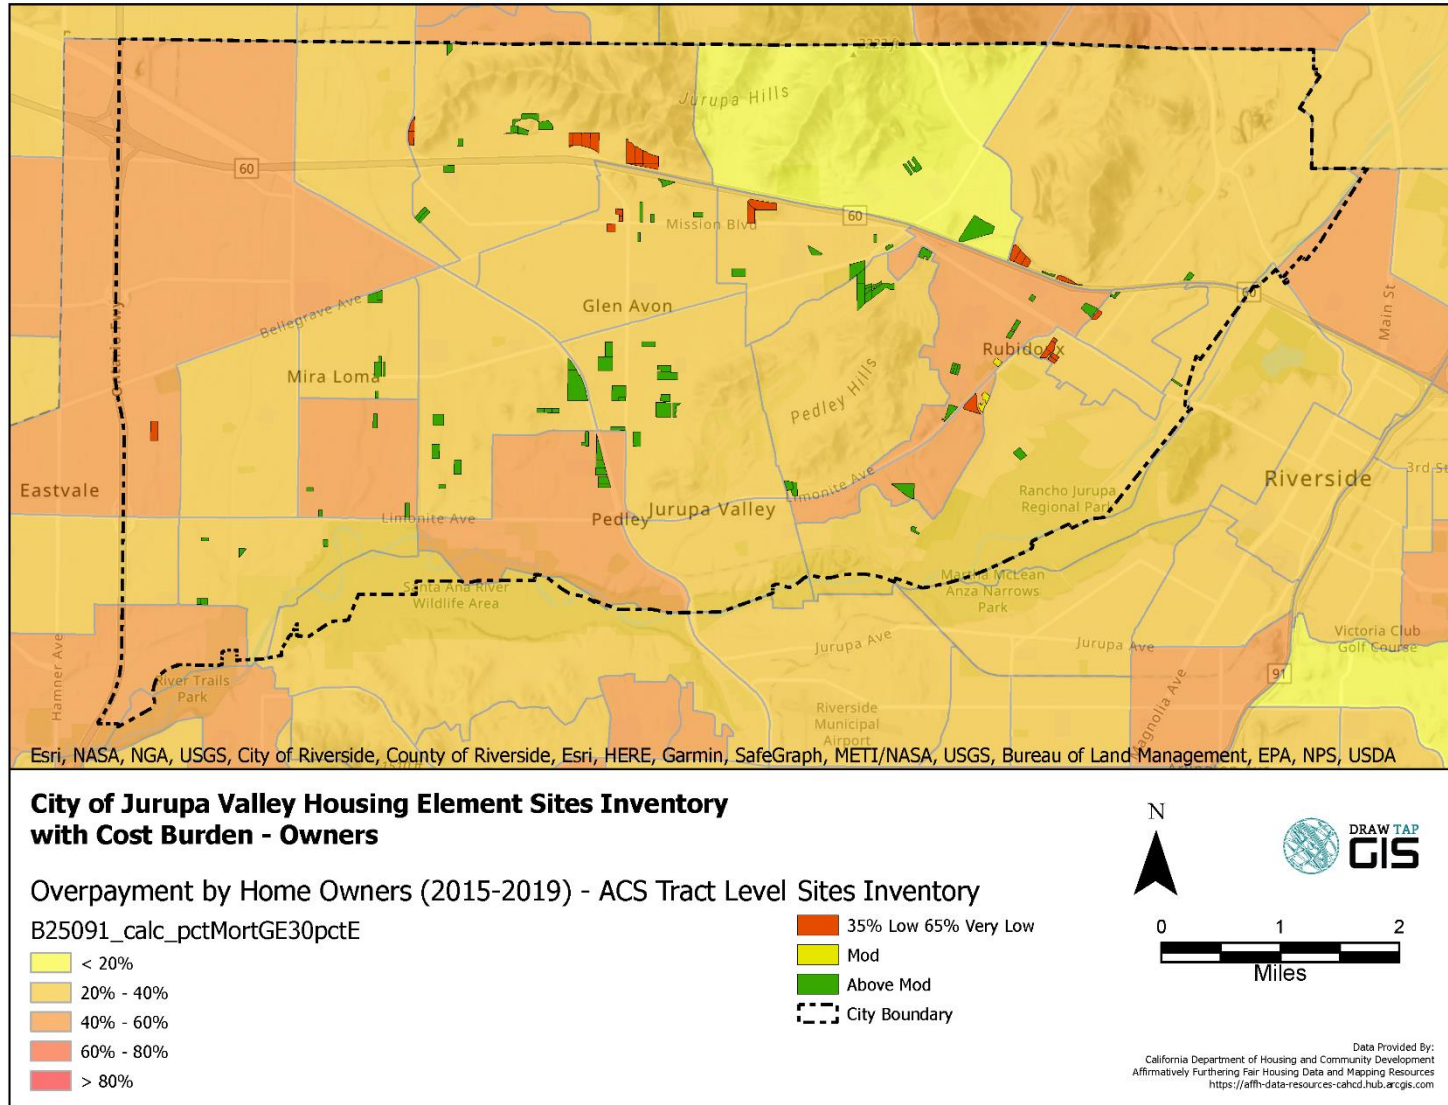 3223 ft
Jurupa Hills
60
60
Mission Blvd
Glen Avon
Bellegrave Ave
Mira Loma
Rubidoux
Pedley Hills
60
Main St
Eastvale
Limonite Ave
Pedley
Jurupa Valley
Limonite Ave
Rancho Jurupa
Regional Park
Riverside
3rd St
Santa Ana River
Wildlife Area
Martha McLean
Anza Narrows
Park
Hamner Ave
River Trails
Park
Jurupa Ave
Jurupa Ave
Victoria Club
Golf Course
91
Magnolia Ave
Riverside
Municipal
Airport
Esri, NASA, NGA, USGS, City of Riverside, County of Riverside, Esri, HERE, Garmin, SafeGraph, METI/NASA, USGS, Bureau of Land Management, EPA, NPS, USDA
City of Jurupa Valley Housing Element Sites Inventory
with Cost Burden - Owners
Overpayment by Home Owners (2015-2019) - ACS Tract Level
B25091_calc_pctMortGE30pctE
< 20%
20% - 40%
40% - 60%
60% - 80%
> 80%
Sites Inventory
35% Low 65% Very Low
Mod
Above Mod
City Boundary
N
DRAW TAP
GIS
0 1 2
Miles
Data Provided By:
California Department of Housing and Community Development
Affirmatively Furthering Fair Housing Data and Mapping Resources
https://affh-data-resources-cahcd.hub.arcgis.com